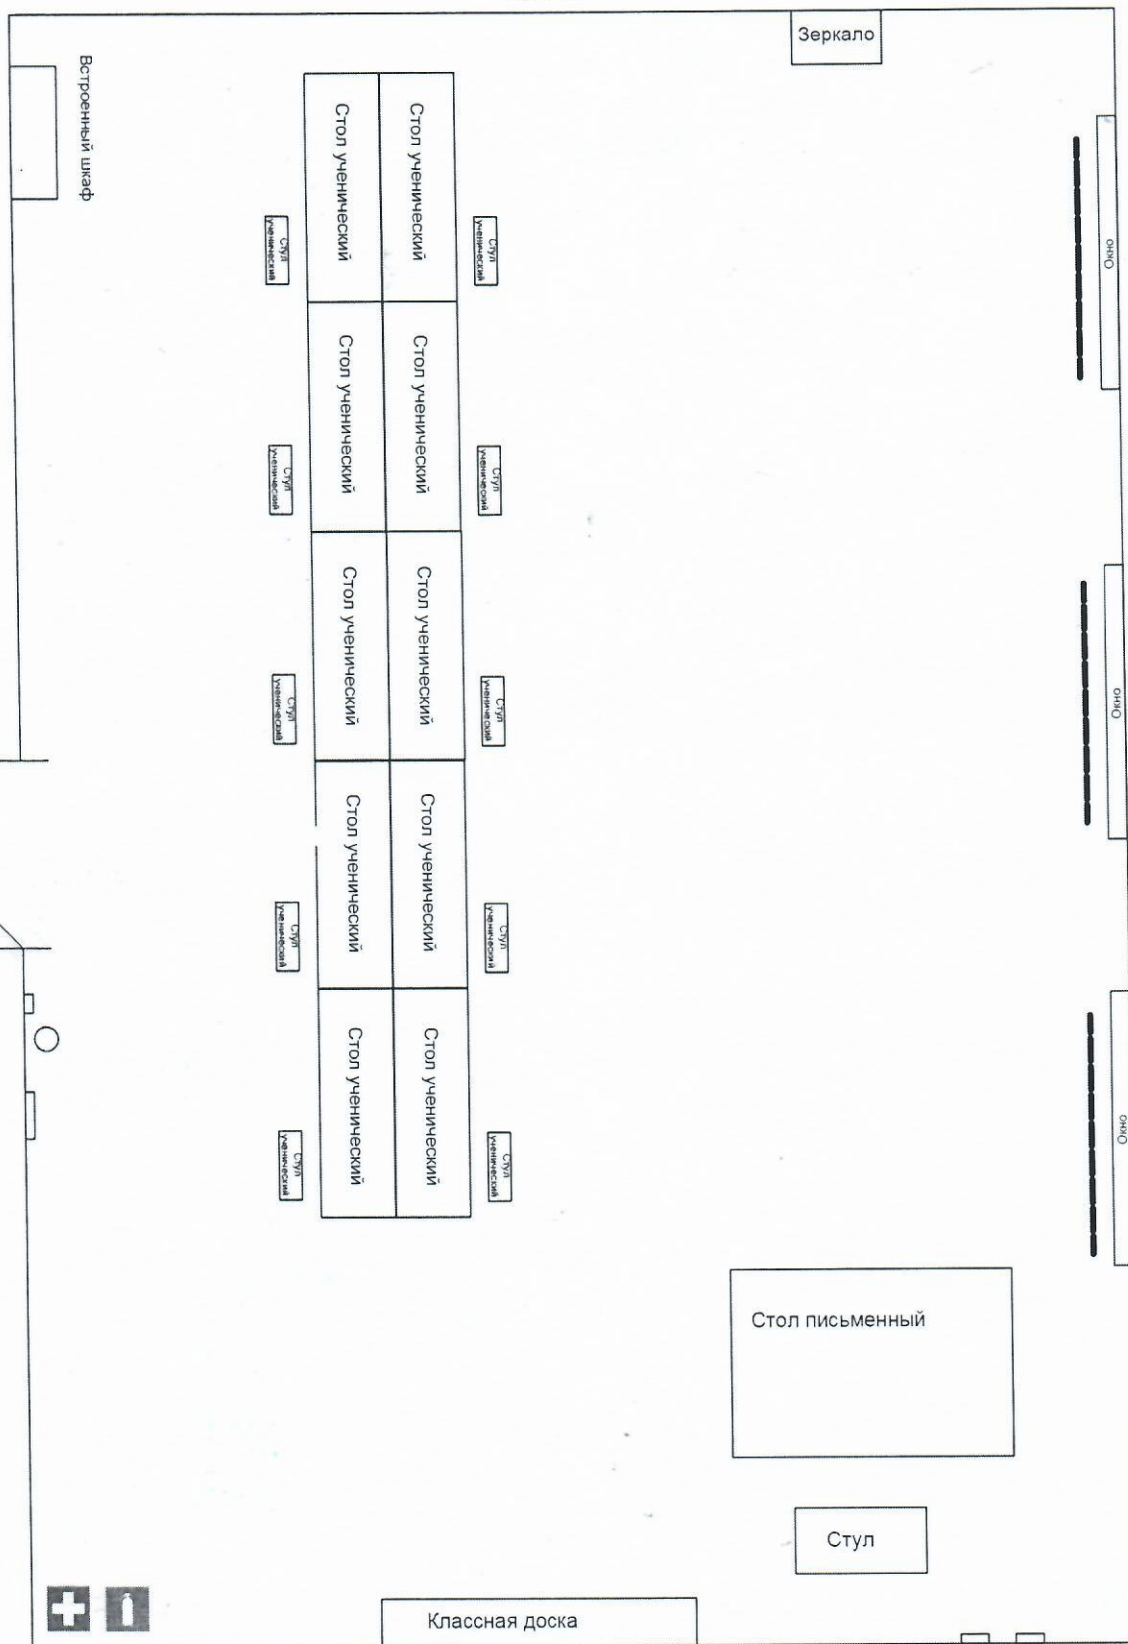 Зеркало
Встроенный шкаф
Окно
Стол ученический
Стол ученический
Стул
ученический
Стул
ученический
Стол ученический
Стол ученический
Стул
ученический
Стул
ученический
Окно
Стол ученический
Стол ученический
Стул
ученический
Стул
ученический
Стол ученический
Стол ученический
Стул
ученический
Стул
ученический
Окно
Стол ученический
Стол ученический
Стул
ученический
Стул
ученический
Стол письменный
Стул
Классная доска